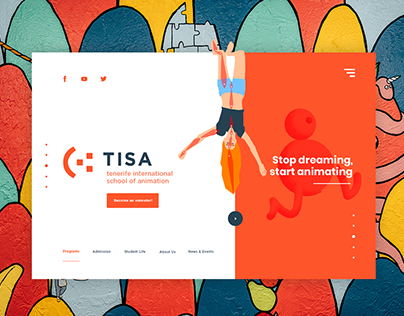 TISA
tenerife international
school of animation
Become an animator!
Stop dreaming,
start animating
Programs Admission Student Life About Us News & Events